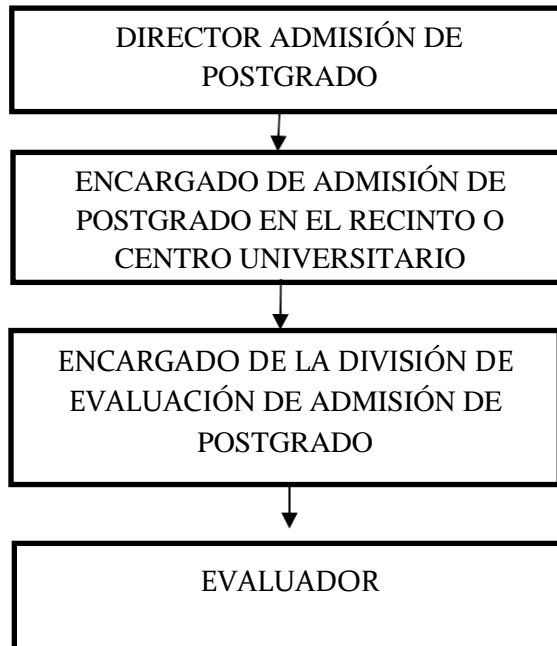 DIRECTOR ADMISIÓN DE
POSTGRADO
ENCARGADO DE ADMISIÓN DE
POSTGRADO EN EL RECINTO O
CENTRO UNIVERSITARIO
ENCARGADO DE LA DIVISIÓN DE
EVALUACIÓN DE ADMISIÓN DE
POSTGRADO
EVALUADOR